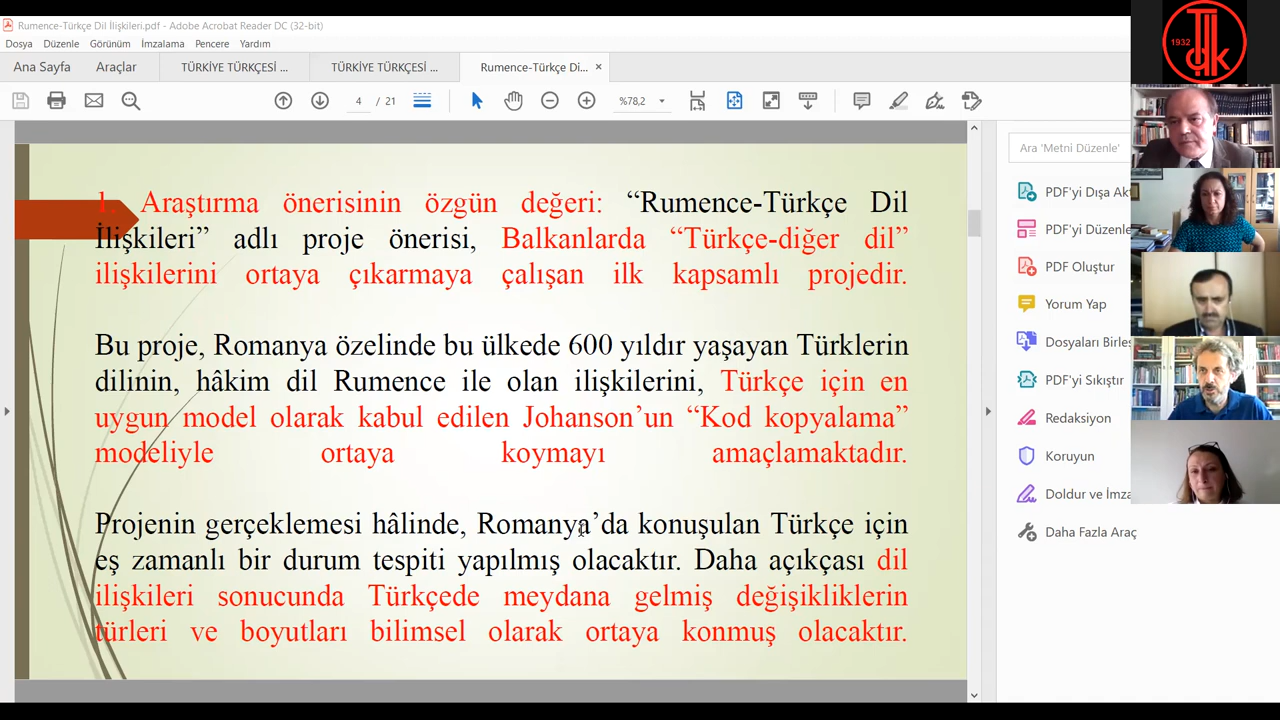 Rumence-Türkçe Dil İlişkileri.pdf - Adobe Acrobat Reader DC (32-bit)
Dosya Düzenle Görünüm İmzalama Pencere Yardım
Ana Sayfa Araçlar TÜRKİYE TÜRKÇESİ ... TÜRKİYE TÜRKÇESİ ... Rumence-Türkçe Di... ×
4 / 21 %78,2
1. Araştırma önerisinin özgün değeri: “Rumence-Türkçe Dil
İlişkileri” adlı proje önerisi, Balkanlarda “Türkçe-diğer dil”
ilişkilerini ortaya çıkarmaya çalışan ilk kapsamlı projedir.
Bu proje, Romanya özelinde bu ülkede 600 yıldır yaşayan Türklerin
dilinin, hâkim dil Rumence ile olan ilişkilerini, Türkçe için en
uygun model olarak kabul edilen Johanson’un “Kod kopyalama”
modeliyle ortaya koymayı amaçlamaktadır.
Projenin gerçeklemesi hâlinde, Romanya’da konuşulan Türkçe için
eş zamanlı bir durum tespiti yapılmış olacaktır. Daha açıkçası dil
ilişkileri sonucunda Türkçede meydana gelmiş değişikliklerin
türleri ve boyutları bilimsel olarak ortaya konmuş olacaktır.
Ara 'Metni Düzenle'
PDF'yi Dışa Akt
PDF'yi Düzenle
PDF Oluştur
Yorum Yap
Dosyaları Birleş
PDF'yi Sıkıştır
Redaksiyon
Koruyun
Doldur ve İmza
Daha Fazla Araç
1932